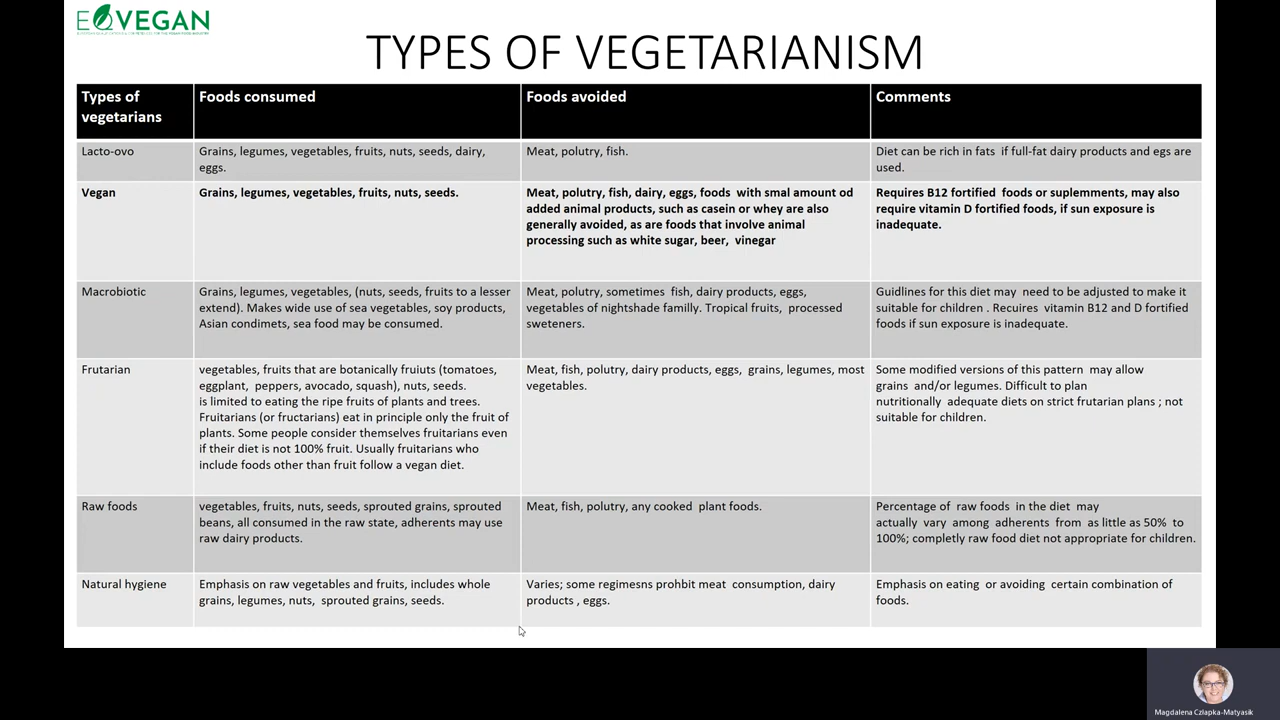 EQVEGAN
TYPES OF VEGETARIANISM
Types of
vegetarians
Foods consumed
Foods avoided
Comments
Lacto-ovo
Grains, legumes, vegetables, fruits, nuts, seeds, dairy,
eggs.
Meat, polutry, fish.
Diet can be rich in fats if full-fat dairy products and egs are
used.
Vegan
Grains, legumes, vegetables, fruits, nuts, seeds.
Meat, polutry, fish, dairy, eggs, foods with smal amount od
added animal products, such as casein or whey are also
generally avoided, as are foods that involve animal
processing such as white sugar, beer, vinegar
Requires B12 fortified foods or suplemments, may also
require vitamin D fortified foods, if sun exposure is
inadequate.
Macrobiotic
Grains, legumes, vegetables, (nuts, seeds, fruits to a lesser
extend). Makes wide use of sea vegetables, soy products,
Asian condimets, sea food may be consumed.
Meat, polutry, sometimes fish, dairy products, eggs,
vegetables of nightshade familly. Tropical fruits, processed
sweteners.
Guidlines for this diet may need to be adjusted to make it
suitable for children . Recuires vitamin B12 and D fortified
foods if sun exposure is inadequate.
Frutarian
vegetables, fruits that are botanically fruiuts (tomatoes,
eggplant, peppers, avocado, squash), nuts, seeds.
is limited to eating the ripe fruits of plants and trees.
Fruitarians (or fructarians) eat in principle only the fruit of
plants. Some people consider themselves fruitarians even
if their diet is not 100% fruit. Usually fruitarians who
include foods other than fruit follow a vegan diet.
Meat, fish, polutry, dairy products, eggs, grains, legumes, most
vegetables.
Some modified versions of this pattern may allow
grains and/or legumes. Difficult to plan
nutritionally adequate diets on strict frutarian plans ; not
suitable for children.
Raw foods
vegetables, fruits, nuts, seeds, sprouted grains, sprouted
beans, all consumed in the raw state, adherents may use
raw dairy products.
Meat, fish, polutry, any cooked plant foods.
Percentage of raw foods in the diet may
actually vary among adherents from as little as 50% to
100%; completly raw food diet not appropriate for children.
Natural hygiene
Emphasis on raw vegetables and fruits, includes whole
grains, legumes, nuts, sprouted grains, seeds.
Varies; some regimesns prohbit meat consumption, dairy
products , eggs.
Emphasis on eating or avoiding certain combination of
foods.
Magdalena Człapka-Matyasik